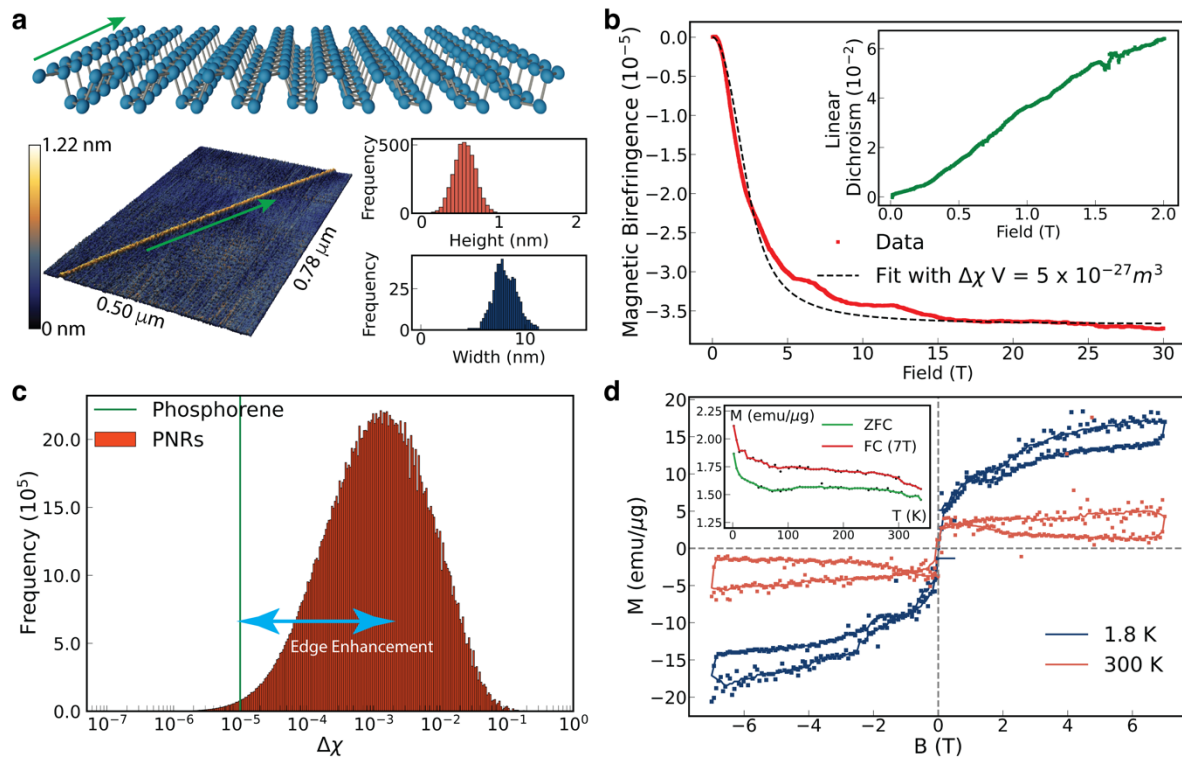 a
1.22 nm
0 nm
0.50 μm
0.78 μm
Frequency
500
0
0 1 2
Height (nm)
Frequency
25
0
0 10
Width (nm)
b
Magnetic Birefringence (10⁻⁵)
0.0
−0.5
−1.0
−1.5
−2.0
−2.5
−3.0
−3.5
0 5 10 15 20 25 30
Field (T)
Linear
Dichroism (10⁻²)
6
4
2
0
0.0 0.5 1.0 1.5 2.0
Field (T)
Data
Fit with Δχ V = 5 x 10⁻²⁷m³
c
Phosphorene
PNRs
Frequency (10⁵)
20.0
15.0
10.0
5.0
0.0
Edge Enhancement
10⁻⁷ 10⁻⁶ 10⁻⁵ 10⁻⁴ 10⁻³ 10⁻² 10⁻¹ 10⁰
Δχ
d
M (emu/μg)
20
15
10
5
0
−5
−10
−15
−20
−6 −4 −2 0 2 4 6
B (T)
2.25
2.00
1.75
1.50
1.25
M (emu/μg)
ZFC
FC (7T)
T (K)
0 100 200 300
1.8 K
300 K